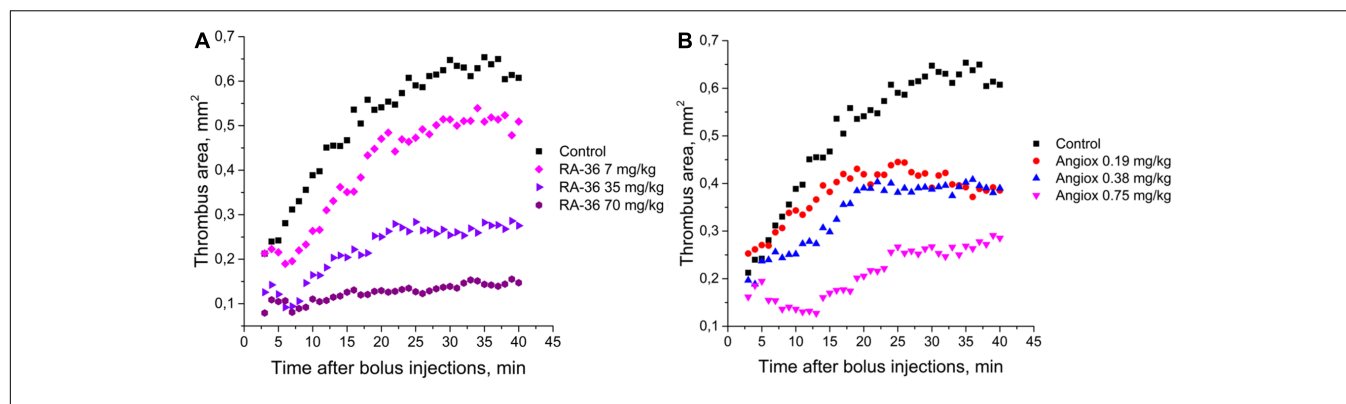 A
Thrombus area, mm²
0,7
0,6
0,5
0,4
0,3
0,2
0,1
0 5 10 15 20 25 30 35 40 45
Time after bolus injections, min
Control
RA-36 7 mg/kg
RA-36 35 mg/kg
RA-36 70 mg/kg
B
Thrombus area, mm²
0,7
0,6
0,5
0,4
0,3
0,2
0,1
0 5 10 15 20 25 30 35 40 45
Time after bolus injections, min
Control
Angiox 0.19 mg/kg
Angiox 0.38 mg/kg
Angiox 0.75 mg/kg